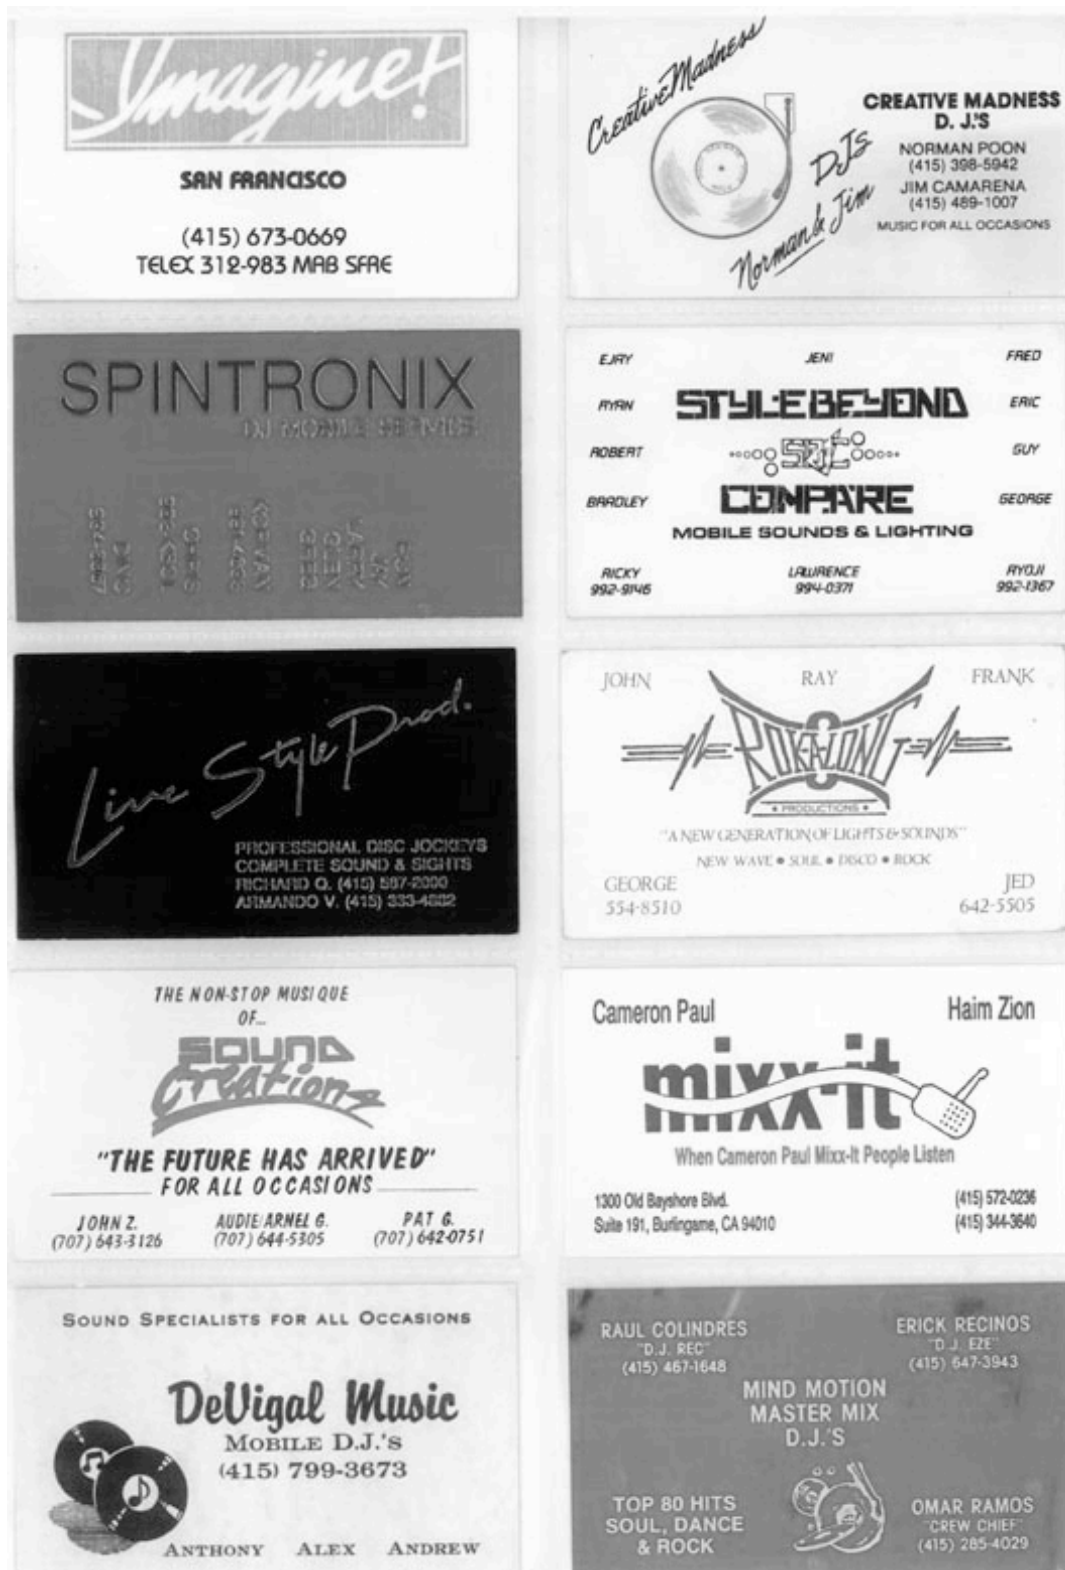 Ymagine!
SAN FRANCISCO
(415) 673-0669
TELEX 312-983 MAB SFRE
Creative Madness
DJs
Norman & Jim
CREATIVE MADNESS
D. J.'S
NORMAN POON
(415) 398-5942
JIM CAMARENA
(415) 489-1007
MUSIC FOR ALL OCCASIONS
SPINTRONIX
DJ MOBILE SERVICE
EJAY JENI FRED
RYAN STYLE BEYOND ERIC
ROBERT SBC GUY
BRADLEY COMPARE GEORGE
MOBILE SOUNDS & LIGHTING
RICKY LAWRENCE RYOJI
992-9146 994-0371 992-1367
Live Style Prod.
PROFESSIONAL DISC JOCKEYS
COMPLETE SOUND & SIGHTS
RICHARD Q. (415) 587-2000
ARMANDO V. (415) 333-4882
JOHN RAY FRANK
ROK-A-LONG
• PRODUCTIONS •
"A NEW GENERATION OF LIGHTS & SOUNDS"
NEW WAVE • SOUL • DISCO • ROCK
GEORGE JED
554-8510 642-5505
THE NON-STOP MUSIQUE
OF...
SOUND
Creationz
"THE FUTURE HAS ARRIVED"
FOR ALL OCCASIONS
JOHN Z. AUDIE/ARNEL G. PAT G.
(707) 643-3126 (707) 644-5305 (707) 642-0751
Cameron Paul Haim Zion
mixx-it
When Cameron Paul Mixx-It People Listen
1300 Old Bayshore Blvd. (415) 572-0236
Suite 191, Burlingame, CA 94010 (415) 344-3640
SOUND SPECIALISTS FOR ALL OCCASIONS
DeVigal Music
MOBILE D.J.'S
(415) 799-3673
ANTHONY ALEX ANDREW
RAUL COLINDRES ERICK RECINOS
"D.J. REC" "D.J. EZE"
(415) 467-1648 (415) 647-3943
MIND MOTION
MASTER MIX
D.J.'S
TOP 80 HITS
SOUL, DANCE
& ROCK
OMAR RAMOS
"CREW CHIEF"
(415) 285-4029